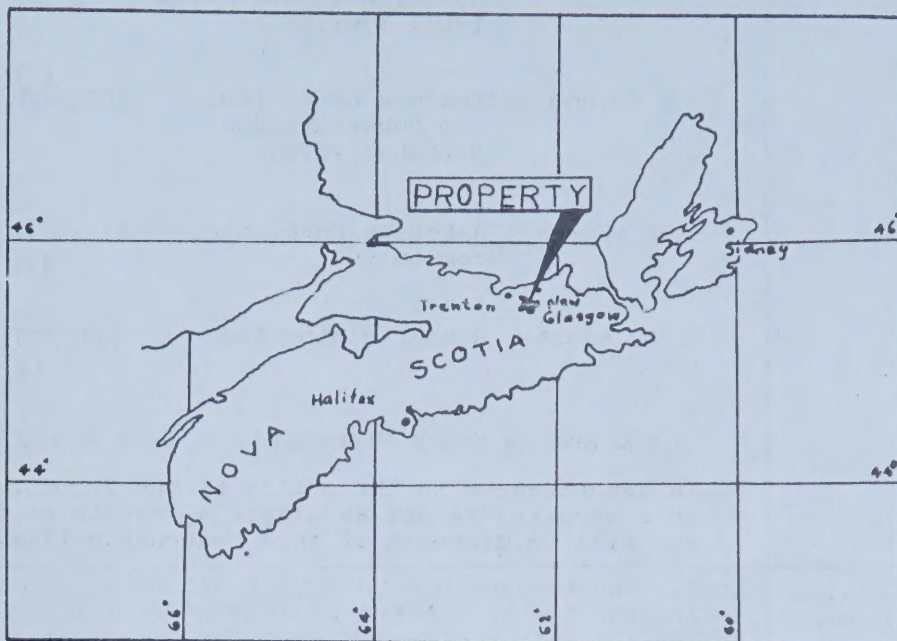 PROPERTY
46°
46°
Sidney
Trenton
New
Glasgow
SCOTIA
Halifax
NOVA
44°
44°
66°
64°
62°
60°